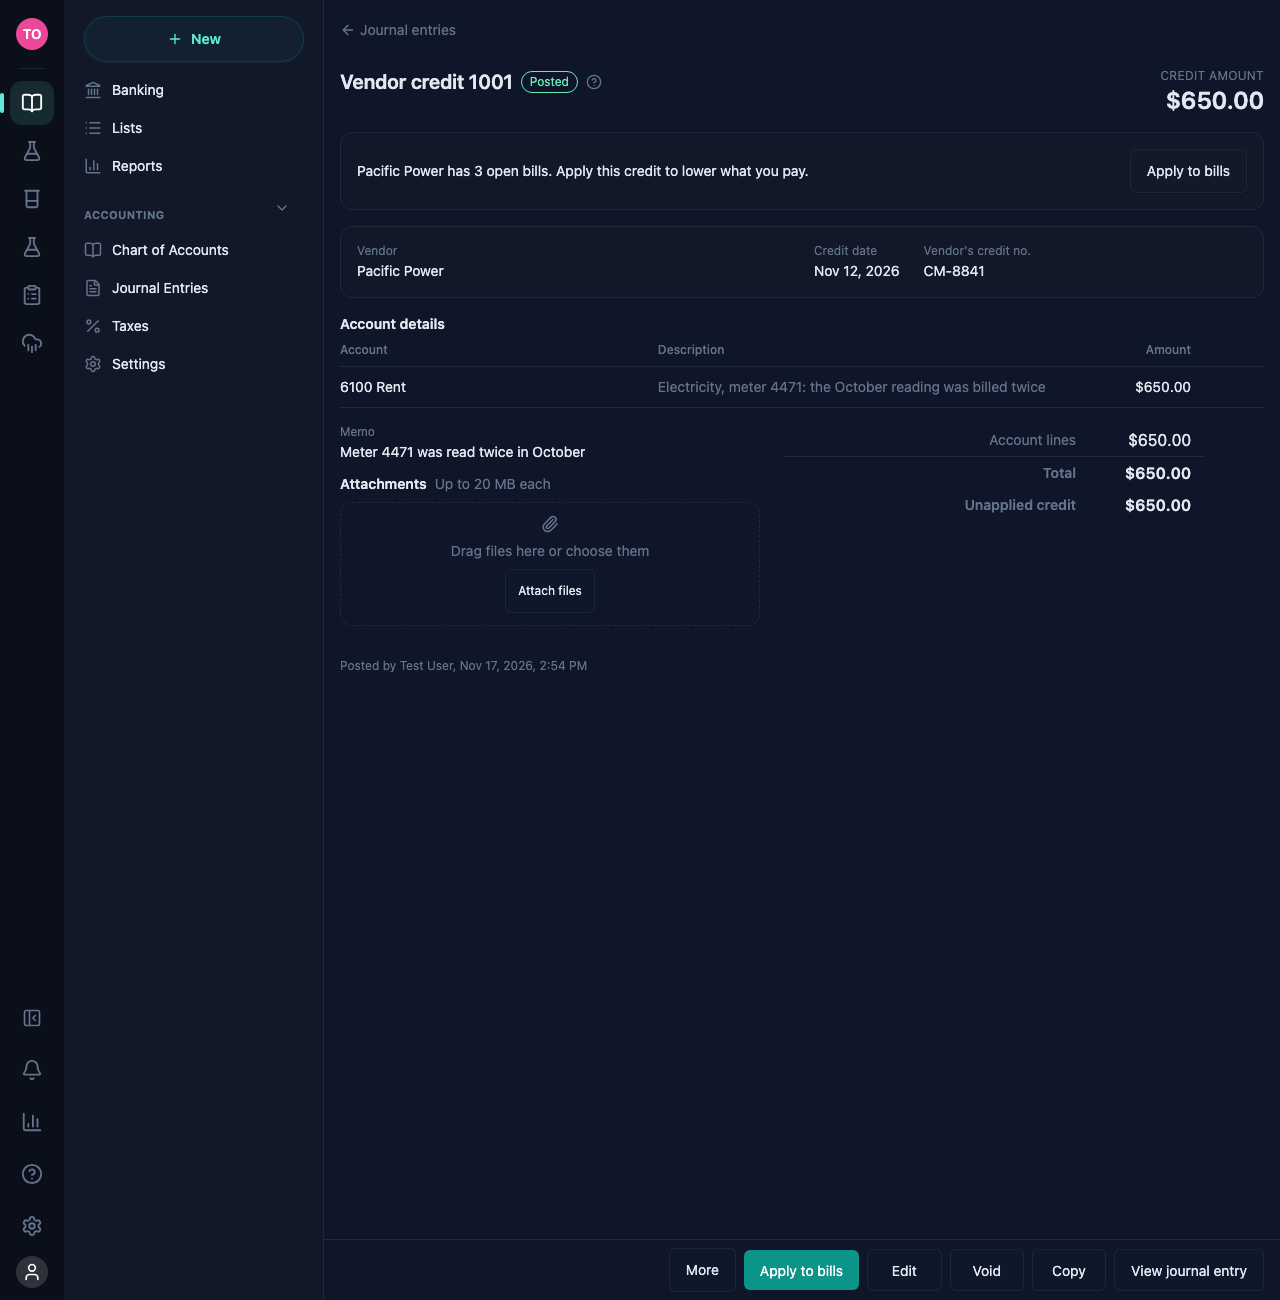 TO
New
Banking
Lists
Reports
ACCOUNTING
Chart of Accounts
Journal Entries
Taxes
Settings
Journal entries
Vendor credit 1001 Posted
CREDIT AMOUNT
$650.00
Pacific Power has 3 open bills. Apply this credit to lower what you pay.
Apply to bills
Vendor Credit date Vendor's credit no.
Pacific Power Nov 12, 2026 CM-8841
Account details
Account Description Amount
6100 Rent Electricity, meter 4471: the October reading was billed twice $650.00
Memo
Meter 4471 was read twice in October
Attachments Up to 20 MB each
Drag files here or choose them
Attach files
Account lines $650.00
Total $650.00
Unapplied credit $650.00
Posted by Test User, Nov 17, 2026, 2:54 PM
More Apply to bills Edit Void Copy View journal entry